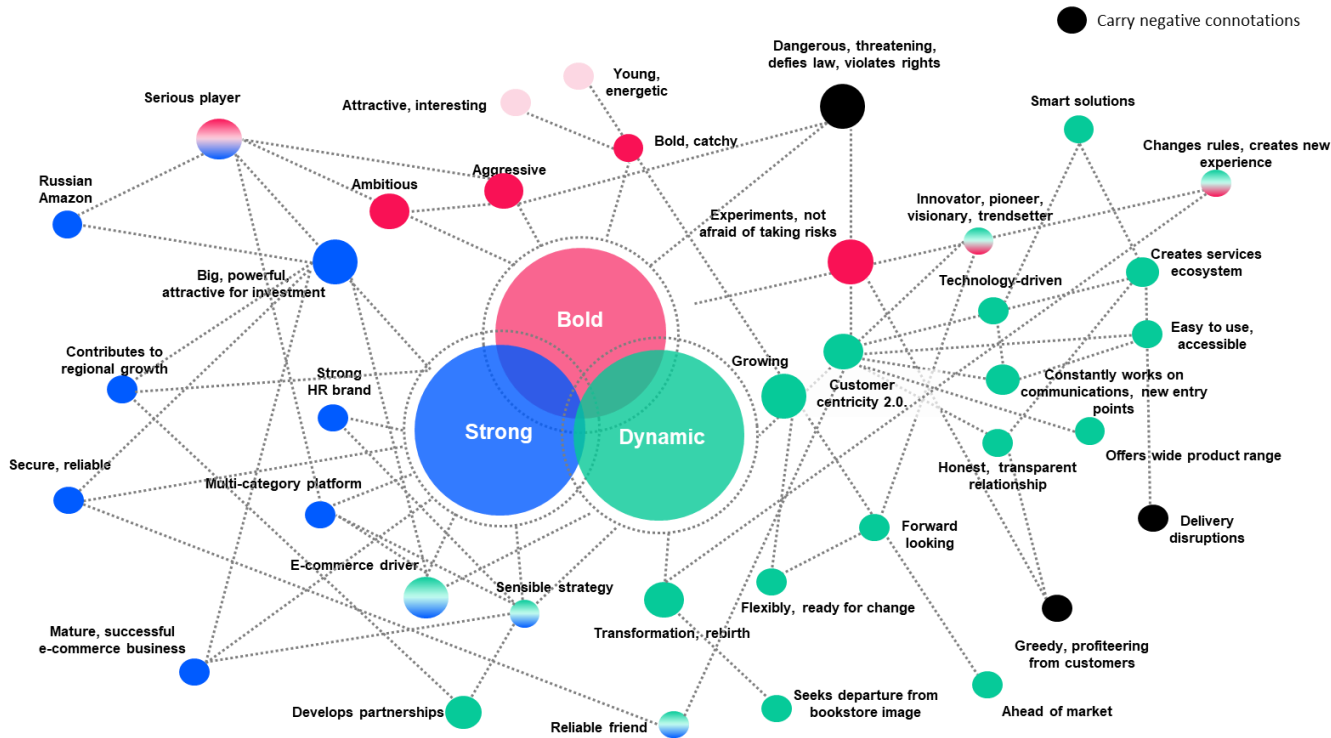 Carry negative connotations
Dangerous, threatening,
defies law, violates rights
Young,
energetic
Attractive, interesting
Serious player
Smart solutions
Bold, catchy
Changes rules, creates new
experience
Aggressive
Ambitious
Russian
Amazon
Innovator, pioneer,
visionary, trendsetter
Experiments, not
afraid of taking risks
Creates services
ecosystem
Big, powerful,
attractive for investment
Technology-driven
Bold
Easy to use,
accessible
Contributes to
regional growth
Strong
HR brand
Growing
Customer
centricity 2.0.
Constantly works on
communications, new entry
points
Strong
Dynamic
Offers wide product range
Secure, reliable
Multi-category platform
Honest, transparent
relationship
Delivery
disruptions
Forward
looking
E-commerce driver
Sensible strategy
Flexibly, ready for change
Transformation, rebirth
Mature, successful
e-commerce business
Greedy, profiteering
from customers
Develops partnerships
Reliable friend
Seeks departure from
bookstore image
Ahead of market